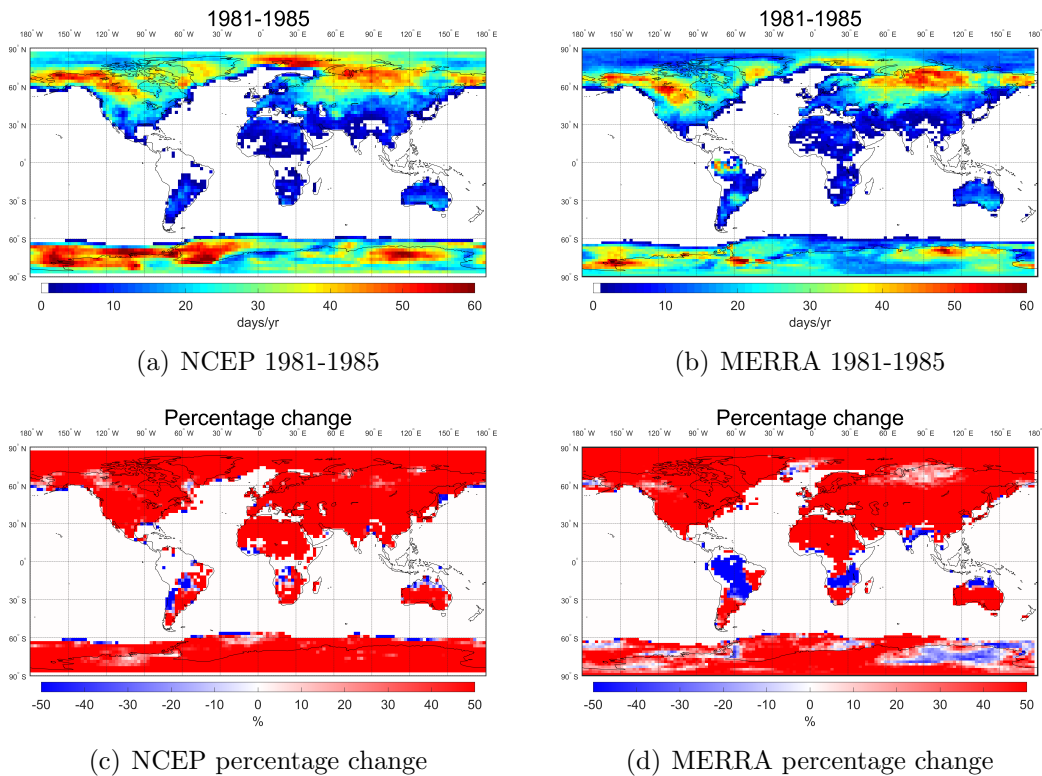 1981-1985
1981-1985
180° W 150° W 120° W 90° W 60° W 30° W 0° 30° E 60° E 90° E 120° E 150° E 180° E
180° W 150° W 120° W 90° W 60° W 30° W 0° 30° E 60° E 90° E 120° E 150° E 180° E
90° N
60° N
30° N
0°
30° S
60° S
90° S
90° N
60° N
30° N
0°
30° S
60° S
90° S
0 10 20 30 40 50 60
days/yr
0 10 20 30 40 50 60
days/yr
(a) NCEP 1981-1985
(b) MERRA 1981-1985
Percentage change
Percentage change
180° W 150° W 120° W 90° W 60° W 30° W 0° 30° E 60° E 90° E 120° E 150° E 180° E
180° W 150° W 120° W 90° W 60° W 30° W 0° 30° E 60° E 90° E 120° E 150° E 180° E
90° N
60° N
30° N
0°
30° S
60° S
90° S
90° N
60° N
30° N
0°
30° S
60° S
90° S
-50 -40 -30 -20 -10 0 10 20 30 40 50
%
-50 -40 -30 -20 -10 0 10 20 30 40 50
%
(c) NCEP percentage change
(d) MERRA percentage change